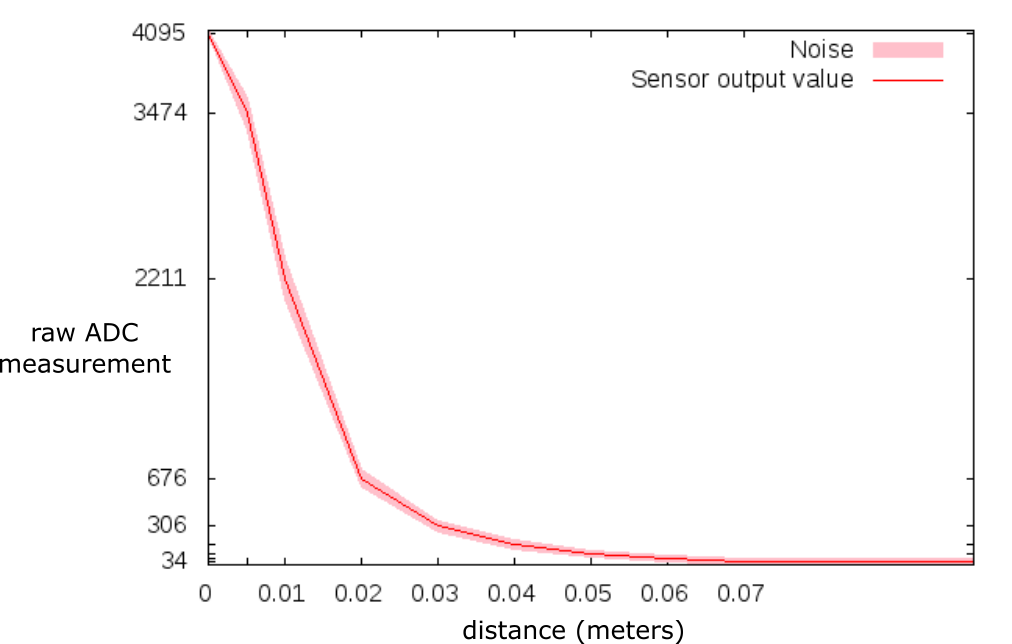 4095
Noise
Sensor output value
3474
2211
raw ADC
measurement
676
306
34
0 0.01 0.02 0.03 0.04 0.05 0.06 0.07
distance (meters)